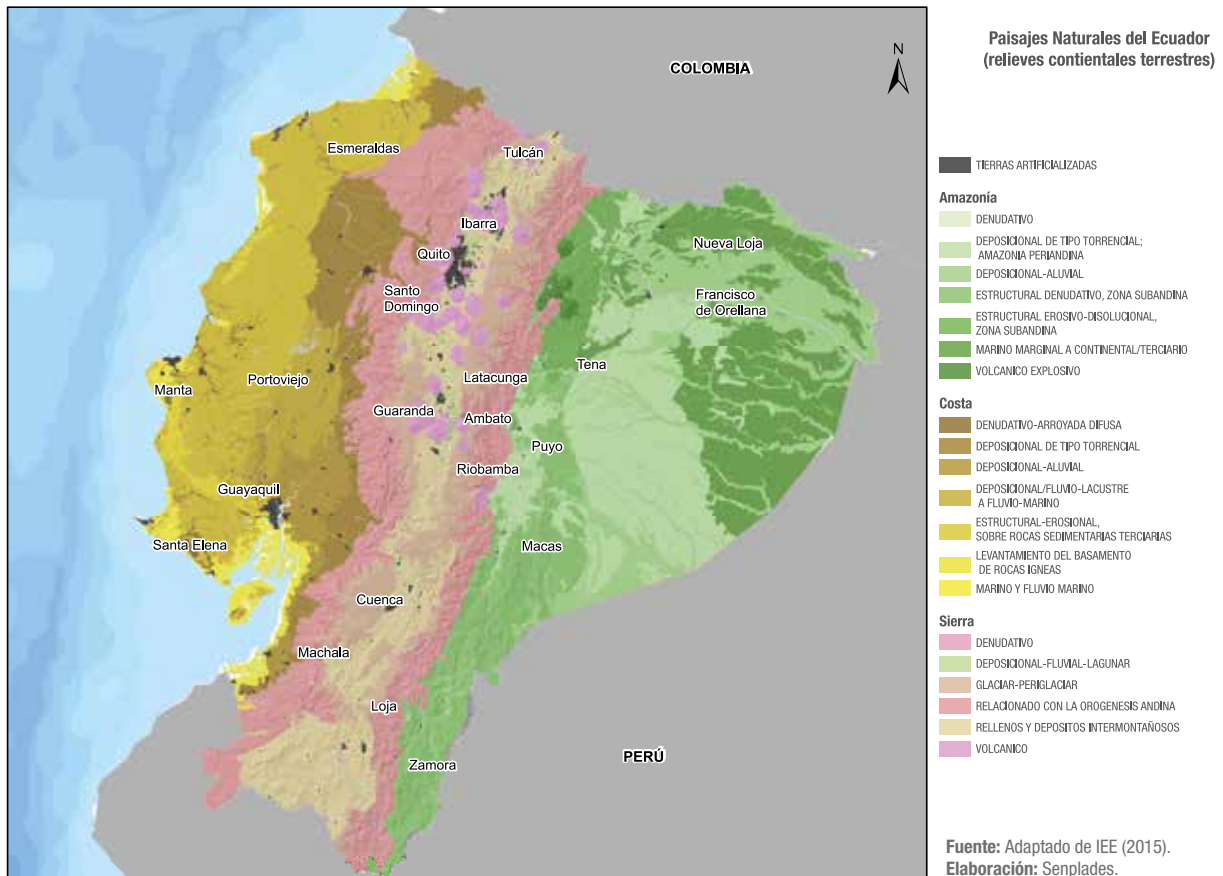 Paisajes Naturales del Ecuador
(relieves contientales terrestres)
N
COLOMBIA
Esmeraldas
Tulcán
Ibarra
Quito
Nueva Loja
Santo
Domingo
Francisco
de Orellana
Tena
Manta
Portoviejo
Latacunga
Guaranda
Ambato
Puyo
Riobamba
Guayaquil
Santa Elena
Macas
Cuenca
Machala
Loja
Zamora
PERÚ
TIERRAS ARTIFICIALIZADAS
Amazonía
DENUDATIVO
DEPOSICIONAL DE TIPO TORRENCIAL;
AMAZONIA PERIANDINA
DEPOSICIONAL-ALUVIAL
ESTRUCTURAL DENUDATIVO, ZONA SUBANDINA
ESTRUCTURAL EROSIVO-DISOLUCIONAL,
ZONA SUBANDINA
MARINO MARGINAL A CONTINENTAL/TERCIARIO
VOLCANICO EXPLOSIVO
Costa
DENUDATIVO-ARROYADA DIFUSA
DEPOSICIONAL DE TIPO TORRENCIAL
DEPOSICIONAL-ALUVIAL
DEPOSICIONAL/FLUVIO-LACUSTRE
A FLUVIO-MARINO
ESTRUCTURAL-EROSIONAL,
SOBRE ROCAS SEDIMENTARIAS TERCIARIAS
LEVANTAMIENTO DEL BASAMENTO
DE ROCAS IGNEAS
MARINO Y FLUVIO MARINO
Sierra
DENUDATIVO
DEPOSICIONAL-FLUVIAL-LAGUNAR
GLACIAR-PERIGLACIAR
RELACIONADO CON LA OROGENESIS ANDINA
RELLENOS Y DEPOSITOS INTERMONTAÑOSOS
VOLCANICO
Fuente: Adaptado de IEE (2015).
Elaboración: Senplades.